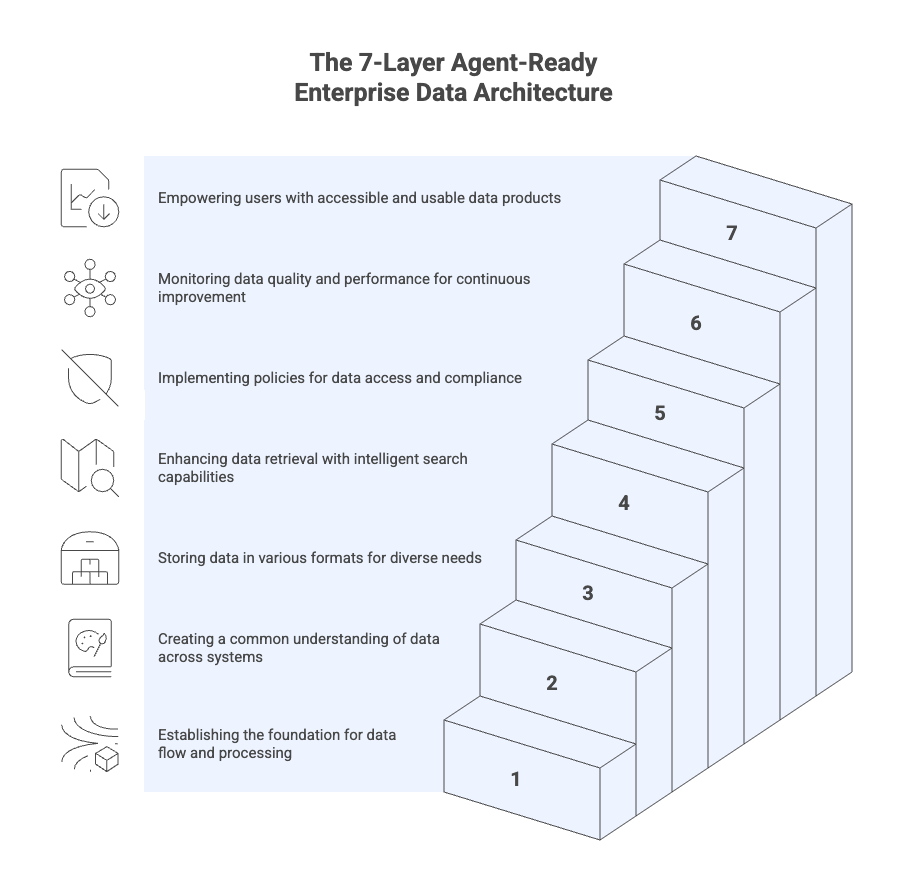 The 7-Layer Agent-Ready
Enterprise Data Architecture
Empowering users with accessible and usable data products
7
Monitoring data quality and performance for continuous
improvement
6
Implementing policies for data access and compliance
5
Enhancing data retrieval with intelligent search
capabilities
4
Storing data in various formats for diverse needs
3
Creating a common understanding of data
across systems
2
Establishing the foundation for data
flow and processing
1